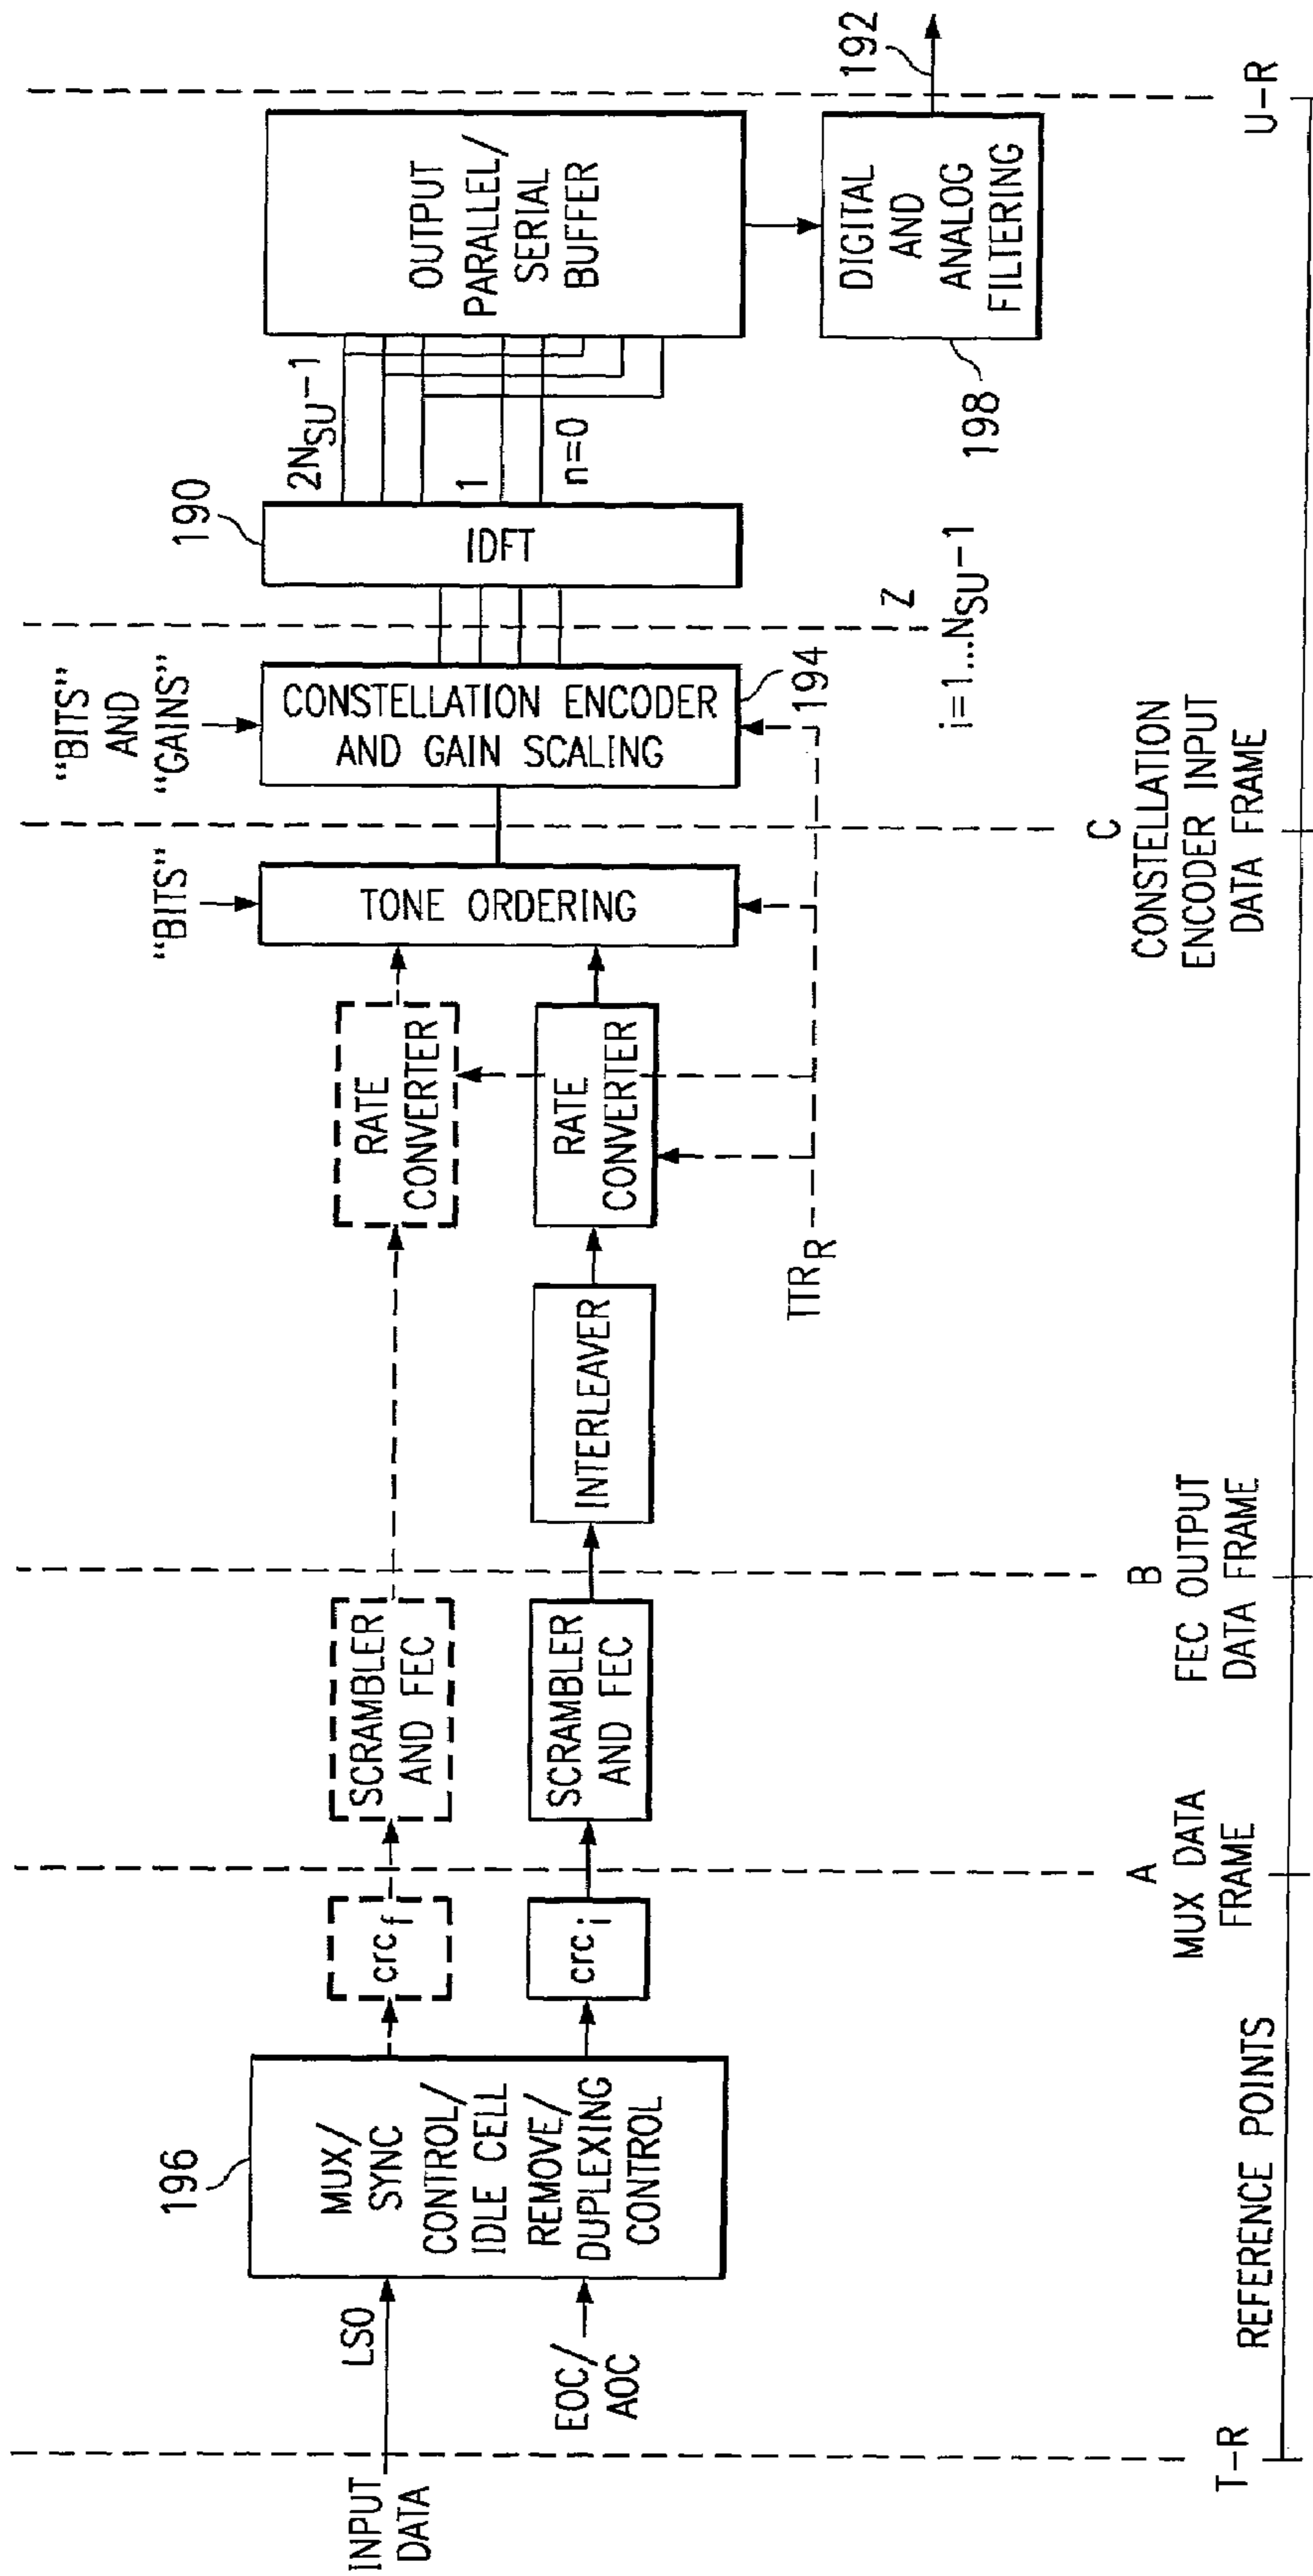 INPUT
DATA
LS0
EOC/
AOC
196
MUX/
SYNC
CONTROL/
IDLE CELL
REMOVE/
DUPLEXING
CONTROL
crc f
crc i
SCRAMBLER
AND FEC
SCRAMBLER
AND FEC
INTERLEAVER
RATE
CONVERTER
RATE
CONVERTER
TTR R
"BITS"
TONE ORDERING
"BITS"
AND
"GAINS"
CONSTELLATION ENCODER
AND GAIN SCALING
194
Z
i=1...NSU-1
190
IDFT
2NSU-1
1
n=0
OUTPUT
PARALLEL/
SERIAL
BUFFER
DIGITAL
AND
ANALOG
FILTERING
198
192
T-R
REFERENCE POINTS
A
MUX DATA
FRAME
B
FEC OUTPUT
DATA FRAME
C
CONSTELLATION
ENCODER INPUT
DATA FRAME
U-R